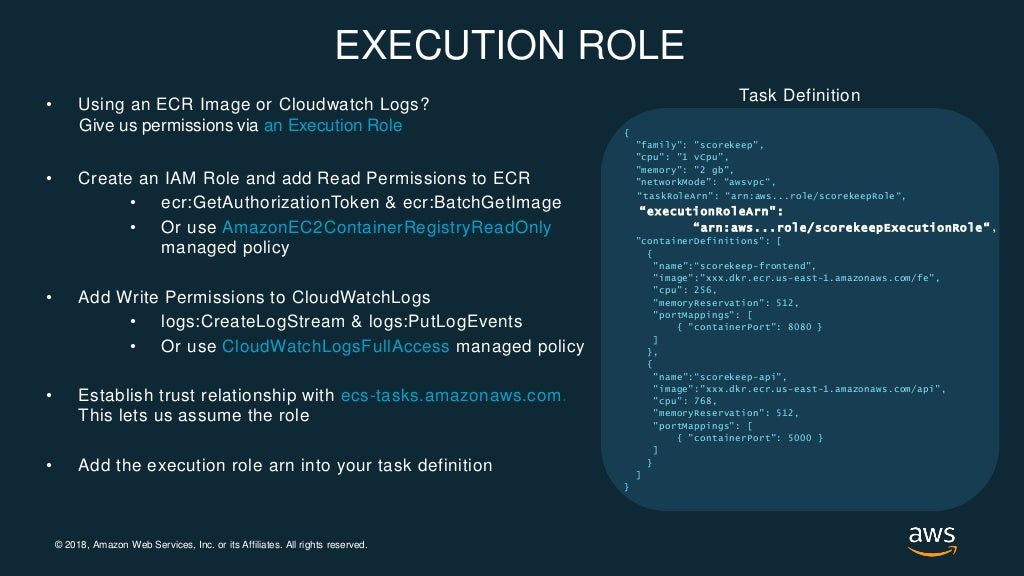 EXECUTION ROLE
• Using an ECR Image or Cloudwatch Logs?
Give us permissions via an Execution Role
• Create an IAM Role and add Read Permissions to ECR
• ecr:GetAuthorizationToken & ecr:BatchGetImage
• Or use AmazonEC2ContainerRegistryReadOnly
managed policy
• Add Write Permissions to CloudWatchLogs
• logs:CreateLogStream & logs:PutLogEvents
• Or use CloudWatchLogsFullAccess managed policy
• Establish trust relationship with ecs-tasks.amazonaws.com.
This lets us assume the role
• Add the execution role arn into your task definition
Task Definition
{
"family": "scorekeep",
"cpu": "1 vCpu",
"memory": "2 gb",
"networkMode": "awsvpc",
"taskRoleArn": "arn:aws...role/scorekeepRole",
"executionRoleArn":
"arn:aws...role/scorekeepExecutionRole",
"containerDefinitions": [
{
"name":"scorekeep-frontend",
"image":"xxx.dkr.ecr.us-east-1.amazonaws.com/fe",
"cpu": 256,
"memoryReservation": 512,
"portMappings": [
{ "containerPort": 8080 }
]
},
{
"name":"scorekeep-api",
"image":"xxx.dkr.ecr.us-east-1.amazonaws.com/api",
"cpu": 768,
"memoryReservation": 512,
"portMappings": [
{ "containerPort": 5000 }
]
}
]
}
© 2018, Amazon Web Services, Inc. or its Affiliates. All rights reserved.
aws